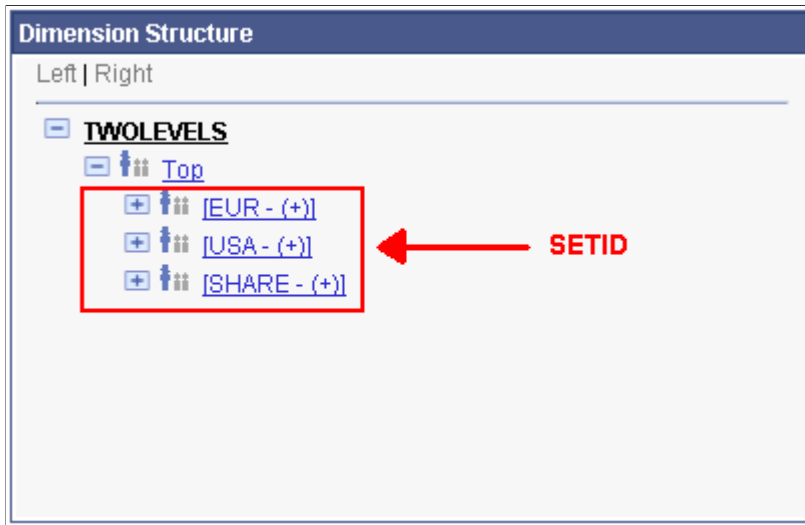 Dimension Structure
Left | Right
TWOLEVELS
Top
[EUR - (+)]
[USA - (+)]
[SHARE - (+)]
SETID